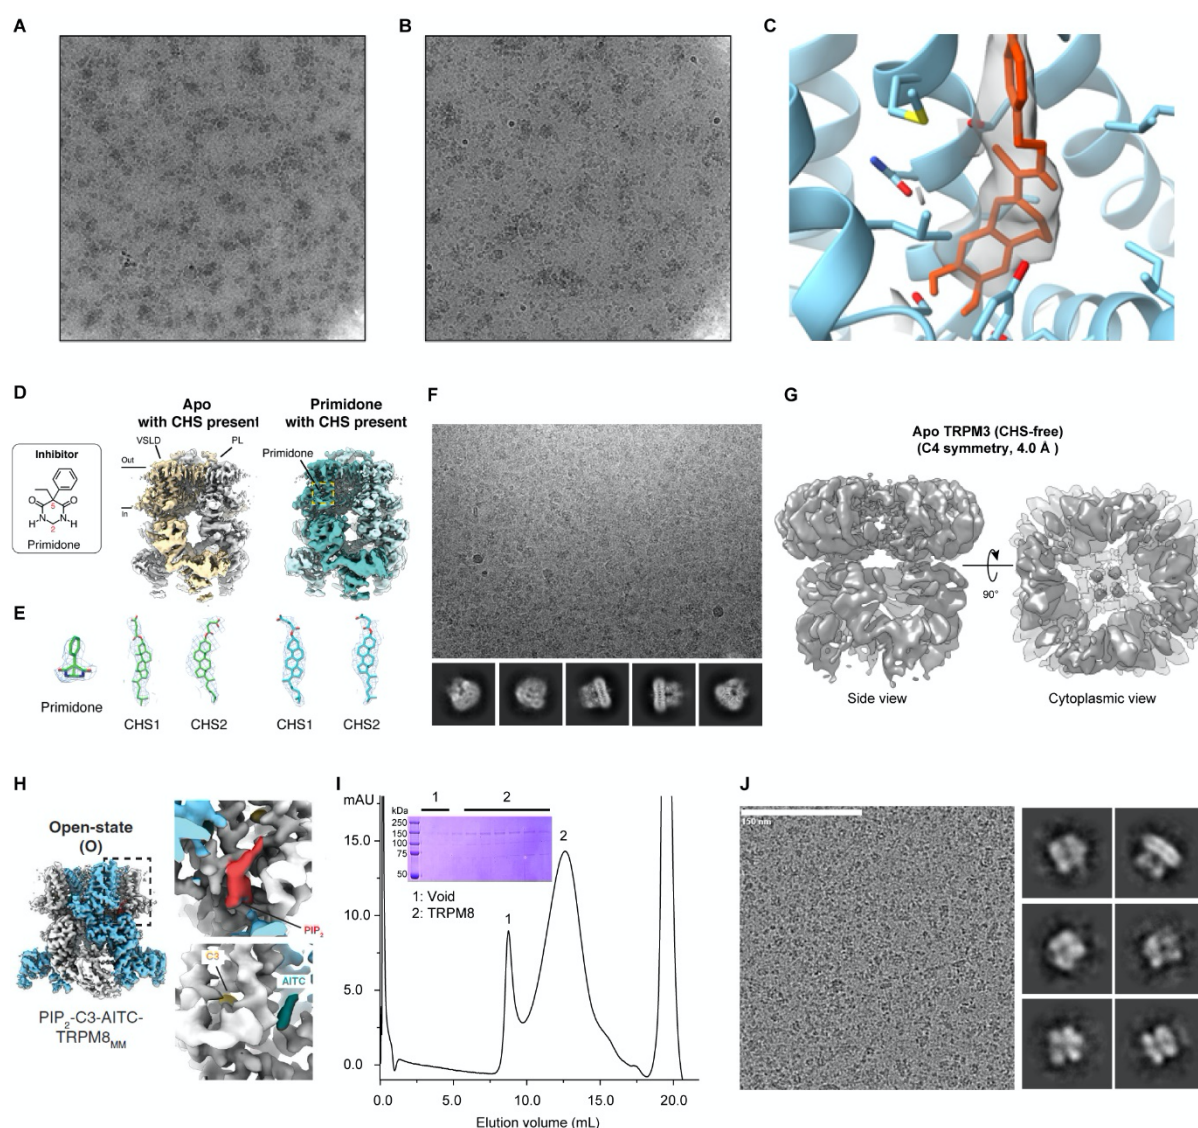 A
B
C
D
Apo
with CHS present
Primidone
with CHS present
VSLD
PL
Primidone
Out
In
Inhibitor
O
O
5
H
N
N
H
2
Primidone
E
Primidone
CHS1
CHS2
CHS1
CHS2
F
G
Apo TRPM3 (CHS-free)
(C4 symmetry, 4.0 Å )
90°
Side view
Cytoplasmic view
H
Open-state
(O)
PIP2
C3
AITC
PIP2-C3-AITC-
TRPM8MM
I
mAU
15.0
10.0
5.0
0.0
kDa
250
150
100
75
50
1
2
1: Void
2: TRPM8
1
2
0.0
5.0
10.0
15.0
20.0
Elution volume (mL)
J
150 nm